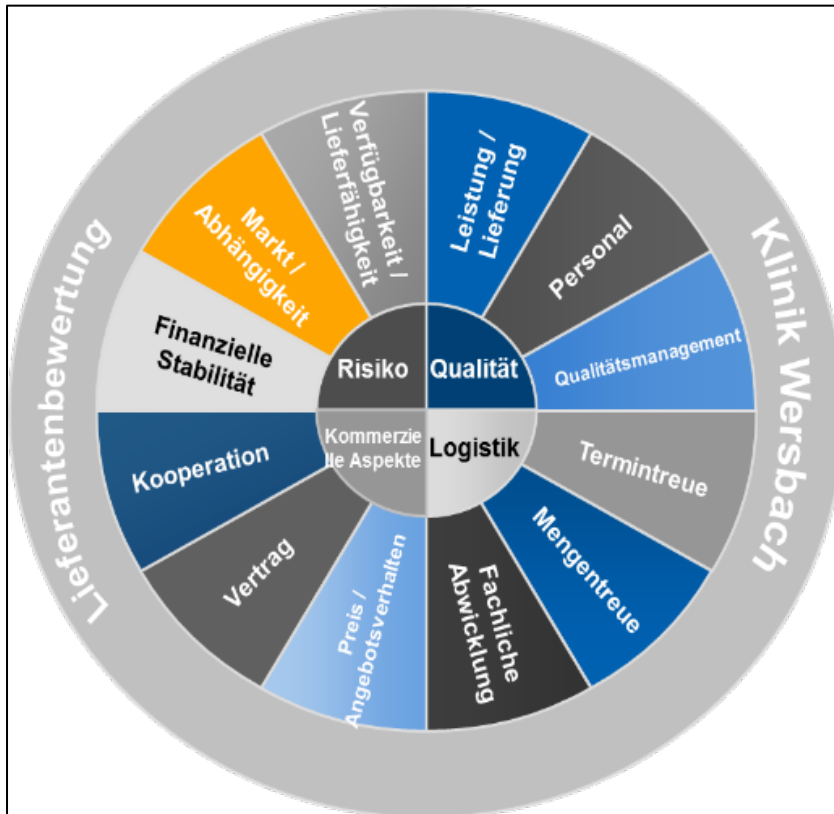 Lieferantenbewertung
Klinik Wersbach
Verfügbarkeit /
Lieferfähigkeit
Leistung /
Lieferung
Markt /
Abhängigkeit
Personal
Finanzielle
Stabilität
Qualitätsmanagement
Risiko
Qualität
Kommerzie
lle Aspekte
Logistik
Kooperation
Termintreue
Vertrag
Mengentreue
Preis /
Angebotsverhalten
Fachliche
Abwicklung